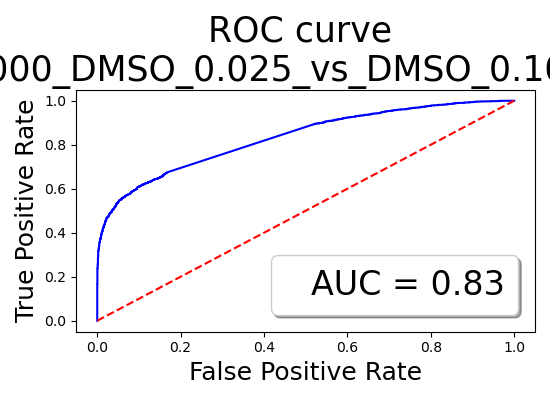 ROC curve
000_DMSO_0.025_vs_DMSO_0.10
True Positive Rate
1.0
0.8
0.6
0.4
0.2
0.0
AUC = 0.83
0.0 0.2 0.4 0.6 0.8 1.0
False Positive Rate